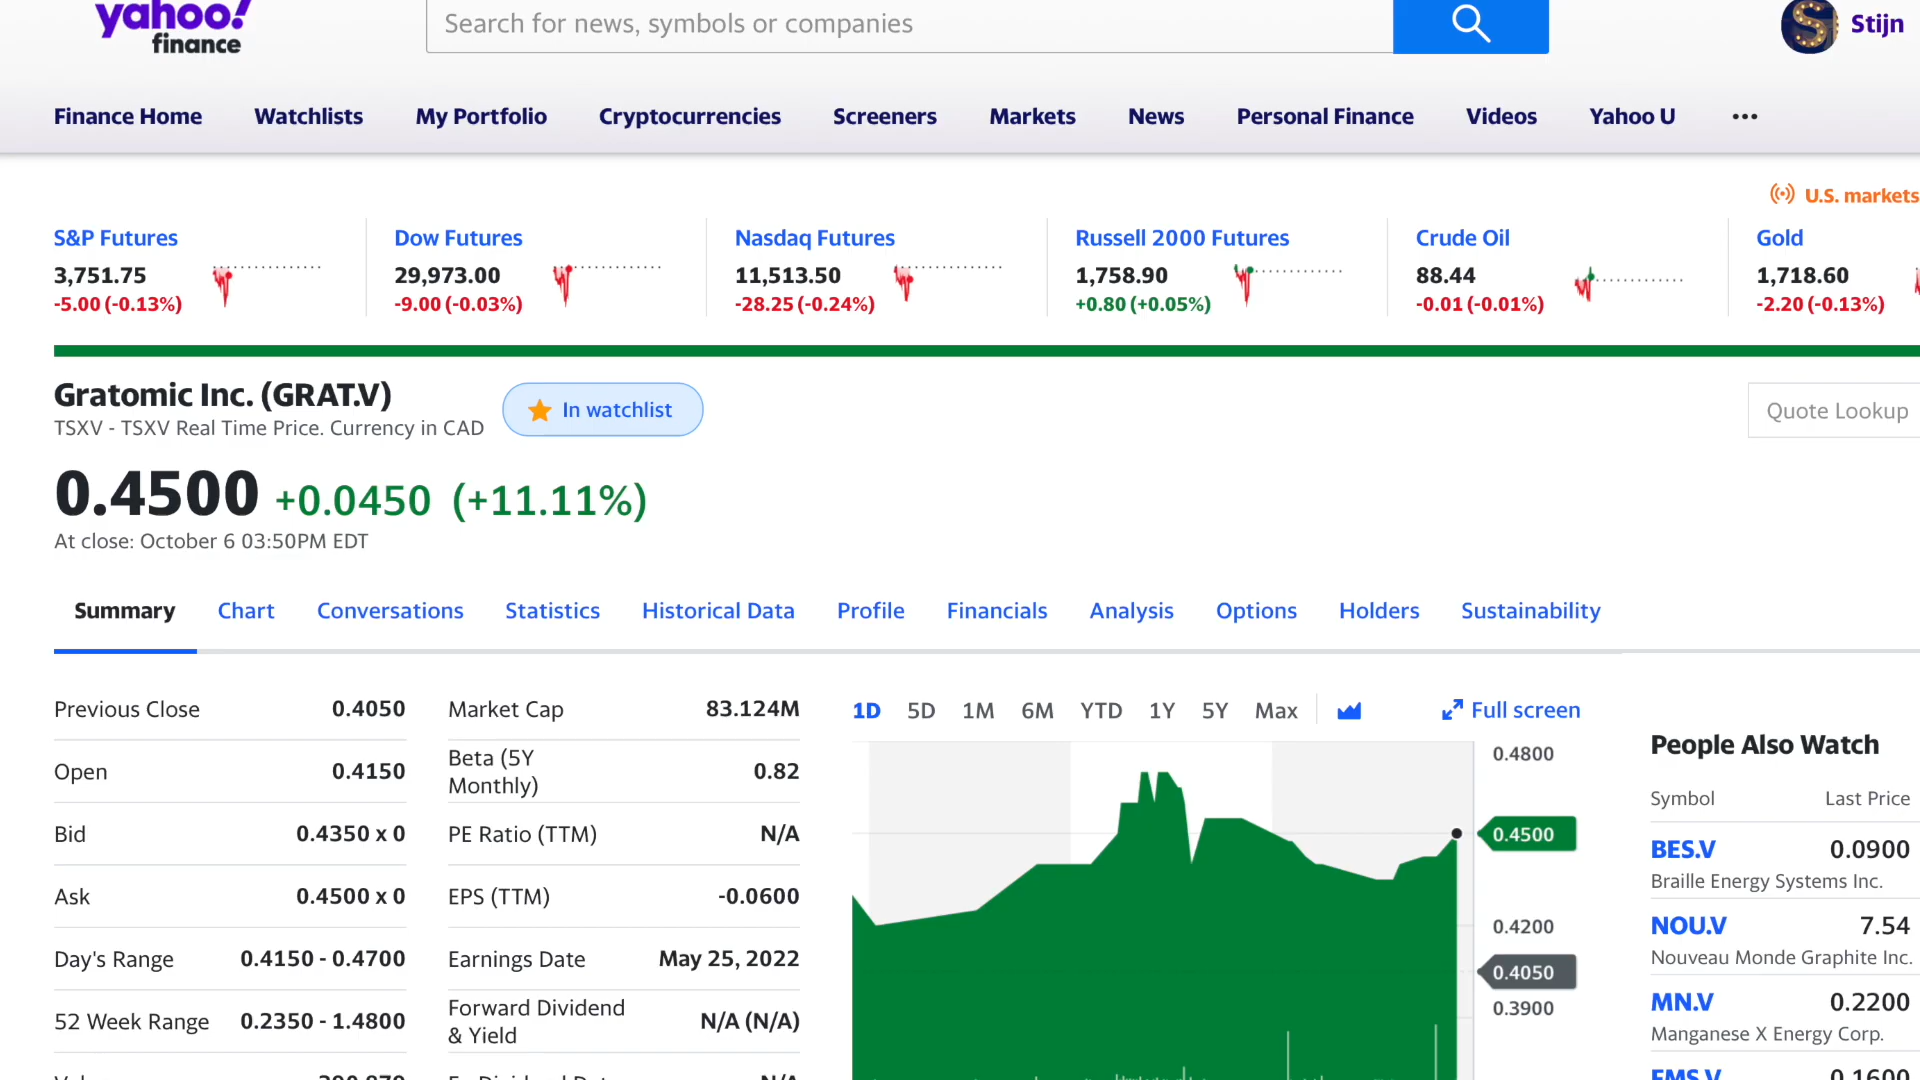 yahoo!
finance
Search for news, symbols or companies
Stijn
Finance Home Watchlists My Portfolio Cryptocurrencies Screeners Markets News Personal Finance Videos Yahoo U ...
U.S. markets
S&P Futures
3,751.75
-5.00 (-0.13%)
Dow Futures
29,973.00
-9.00 (-0.03%)
Nasdaq Futures
11,513.50
-28.25 (-0.24%)
Russell 2000 Futures
1,758.90
+0.80 (+0.05%)
Crude Oil
88.44
-0.01 (-0.01%)
Gold
1,718.60
-2.20 (-0.13%)
Gratomic Inc. (GRAT.V)
TSXV - TSXV Real Time Price. Currency in CAD
In watchlist
Quote Lookup
0.4500 +0.0450 (+11.11%)
At close: October 6 03:50PM EDT
Summary Chart Conversations Statistics Historical Data Profile Financials Analysis Options Holders Sustainability
Previous Close 0.4050
Open 0.4150
Bid 0.4350 x 0
Ask 0.4500 x 0
Day's Range 0.4150 - 0.4700
52 Week Range 0.2350 - 1.4800
Market Cap 83.124M
Beta (5Y
Monthly) 0.82
PE Ratio (TTM) N/A
EPS (TTM) -0.0600
Earnings Date May 25, 2022
Forward Dividend
& Yield N/A (N/A)
N/A
1D 5D 1M 6M YTD 1Y 5Y Max Full screen
0.4800
0.4500
0.4200
0.4050
0.3900
People Also Watch
Symbol Last Price
BES.V 0.0900
Braille Energy Systems Inc.
NOU.V 7.54
Nouveau Monde Graphite Inc.
MN.V 0.2200
Manganese X Energy Corp.
FMS.V 0.1600